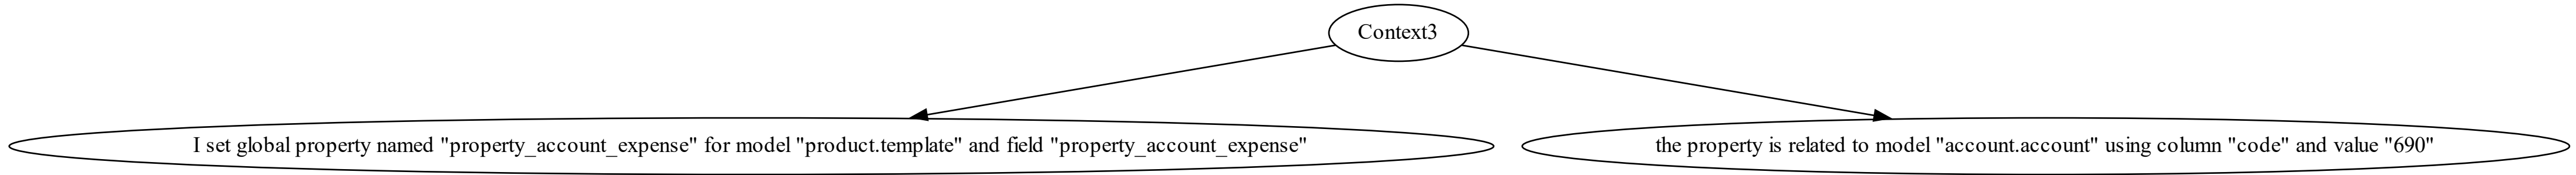 Context3
I set global property named "property_account_expense" for model "product.template" and field "property_account_expense"
the property is related to model "account.account" using column "code" and value "690"